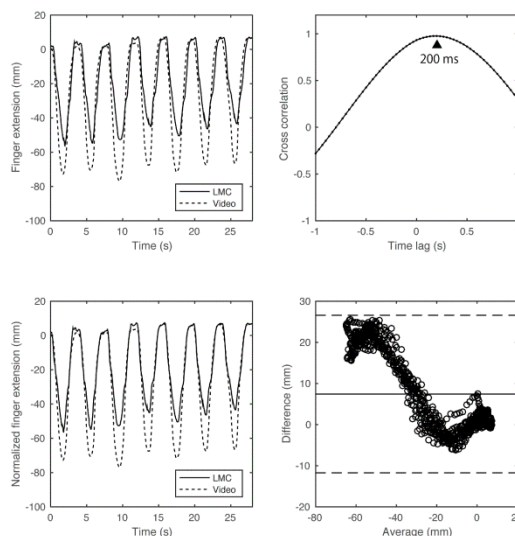 20
0
-20
-40
-60
-80
-100
0 5 10 15 20 25
Finger extension (mm)
Time (s)
LMC
Video
1
0.5
0
-0.5
-1
-1 -0.5 0 0.5 1
Cross correlation
Time lag (s)
200 ms
20
0
-20
-40
-60
-80
-100
0 5 10 15 20 25
Normalized finger extension (mm)
Time (s)
LMC
Video
30
20
10
0
-10
-20
-80 -60 -40 -20 0 20
Difference (mm)
Average (mm)